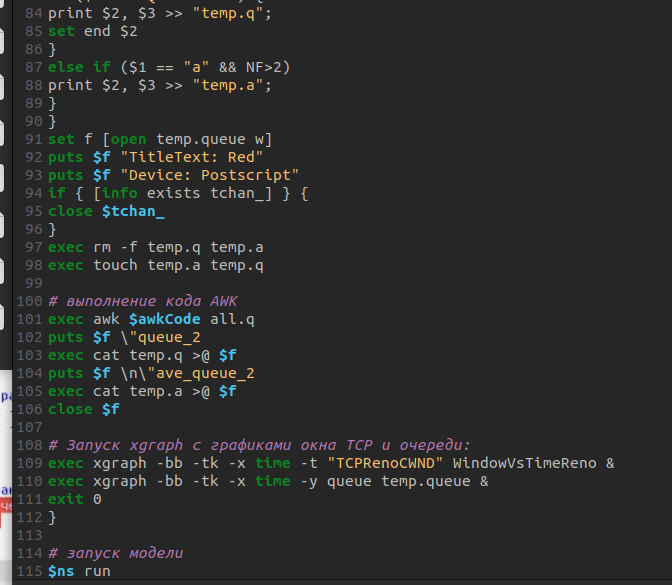 84 print $2, $3 >> "temp.q";
85 set end $2
86 }
87 else if ($1 == "a" && NF>2)
88 print $2, $3 >> "temp.a";
89 }
90 }
91 set f [open temp.queue w]
92 puts $f "TitleText: Red"
93 puts $f "Device: Postscript"
94 if { [info exists tchan_] } {
95 close $tchan_
96 }
97 exec rm -f temp.q temp.a
98 exec touch temp.a temp.q
99
100 # выполнение кода AWK
101 exec awk $awkCode all.q
102 puts $f \"queue_2
103 exec cat temp.q >@ $f
104 puts $f \n\"ave_queue_2
105 exec cat temp.a >@ $f
106 close $f
107
108 # Запуск xgraph с графиками окна TCP и очереди:
109 exec xgraph -bb -tk -x time -t "TCPRenoCWND" WindowVsTimeReno &
110 exec xgraph -bb -tk -x time -y queue temp.queue &
111 exit 0
112 }
113
114 # запуск модели
115 $ns run